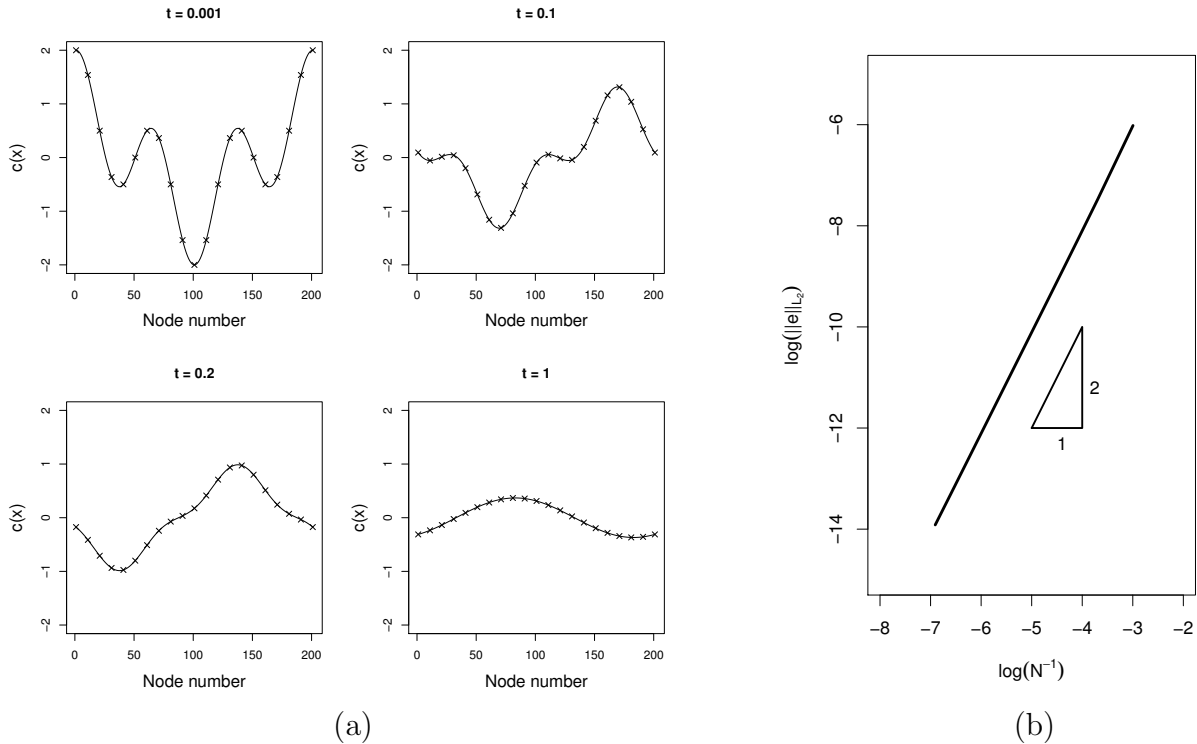 t = 0.001
c(x)
2
1
0
−1
−2
0 50 100 150 200
Node number
t = 0.1
c(x)
2
1
0
−1
−2
0 50 100 150 200
Node number
t = 0.2
c(x)
2
1
0
−1
−2
0 50 100 150 200
Node number
t = 1
c(x)
2
1
0
−1
−2
0 50 100 150 200
Node number
(a)
log(||e||L₂)
−6
−8
−10
−12
−14
2
1
−8 −7 −6 −5 −4 −3 −2
log(N⁻¹)
(b)